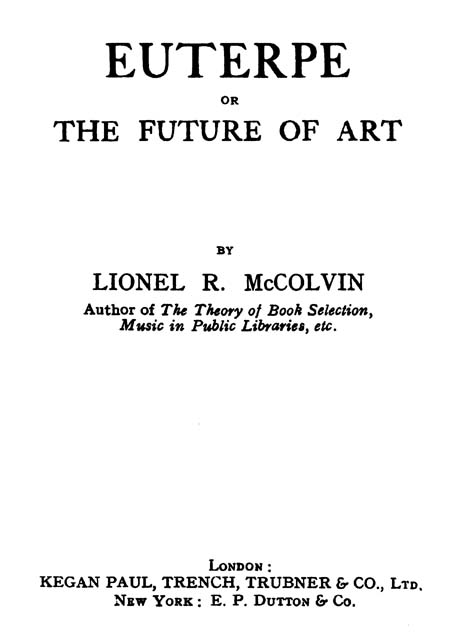 EUTERPE
OR
THE FUTURE OF ART
BY
LIONEL R. McCOLVIN
Author of The Theory of Book Selection,
Music in Public Libraries, etc.
LONDON:
KEGAN PAUL, TRENCH, TRUBNER & CO., LTD.
NEW YORK: E. P. DUTTON & CO.